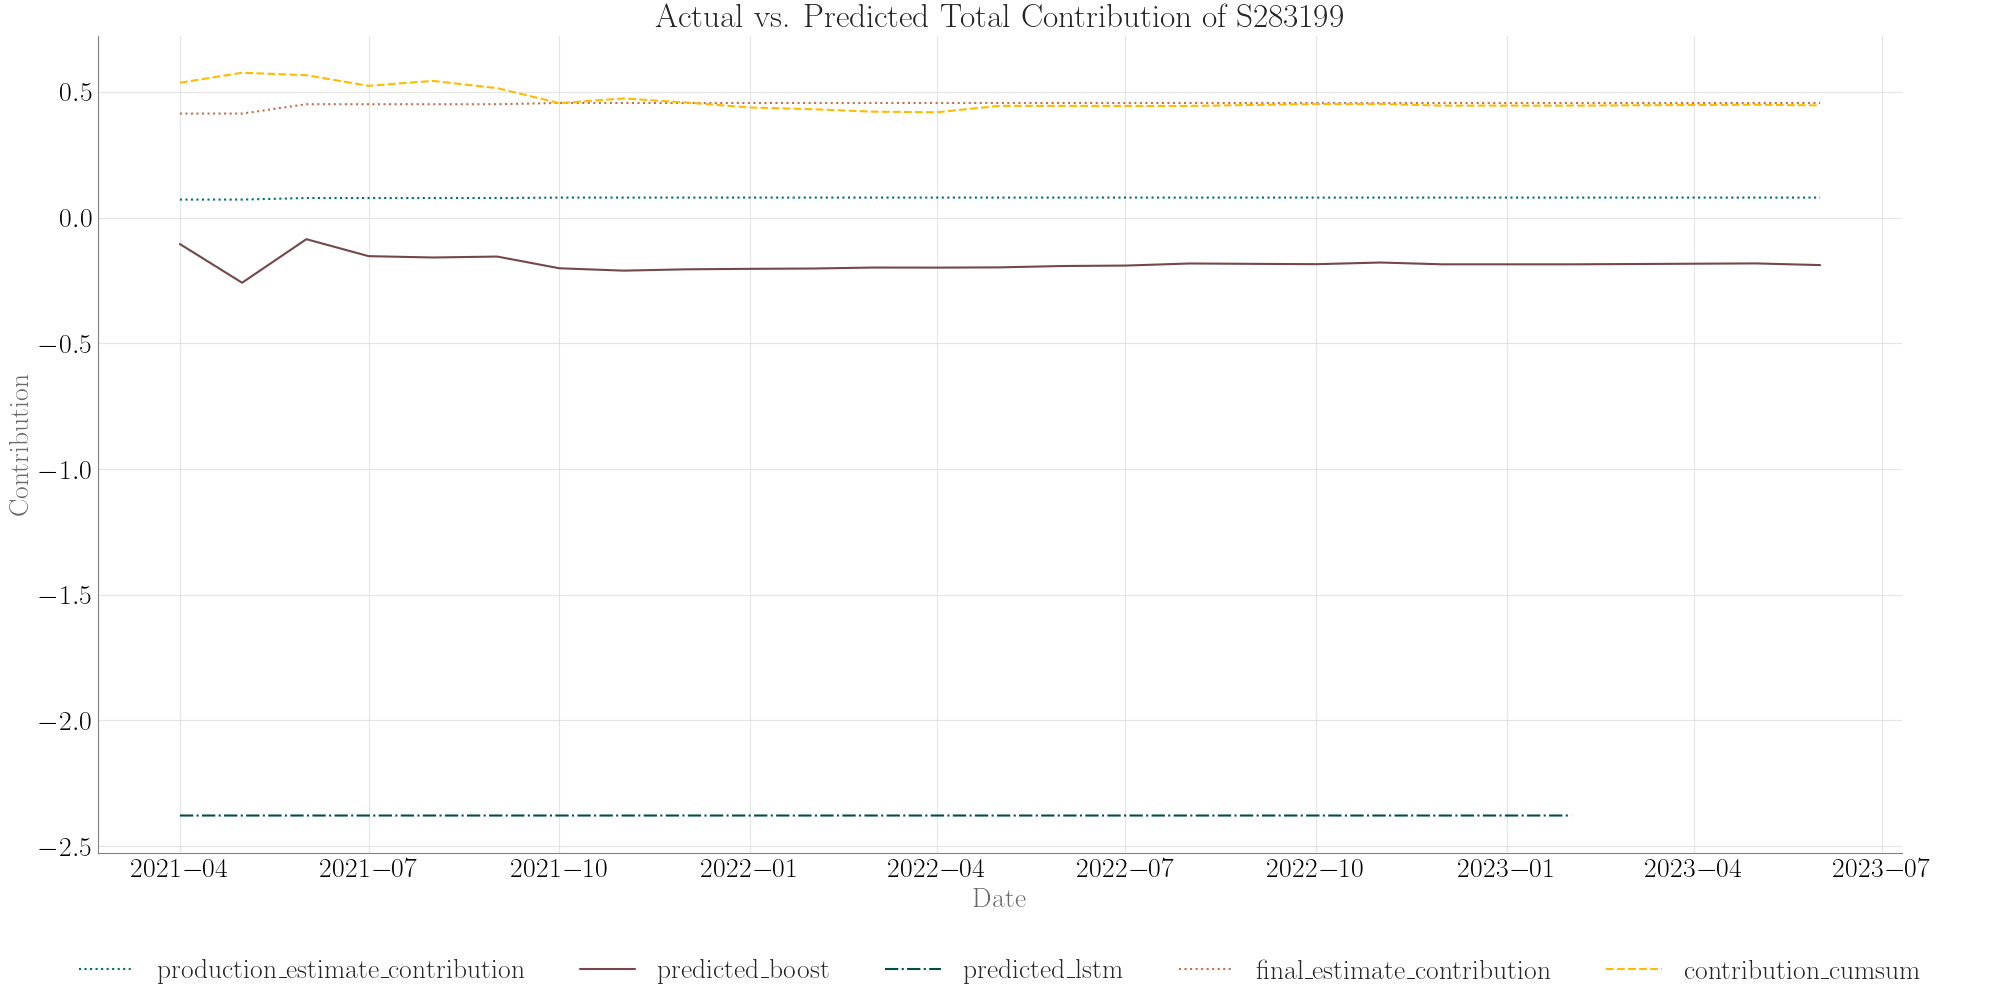 Actual vs. Predicted Total Contribution of S283199
Contribution
0.5
0.0
−0.5
−1.0
−1.5
−2.0
−2.5
2021−04 2021−07 2021−10 2022−01 2022−04 2022−07 2022−10 2023−01 2023−04 2023−07
Date
production_estimate_contribution predicted_boost predicted_lstm final_estimate_contribution contribution_cumsum